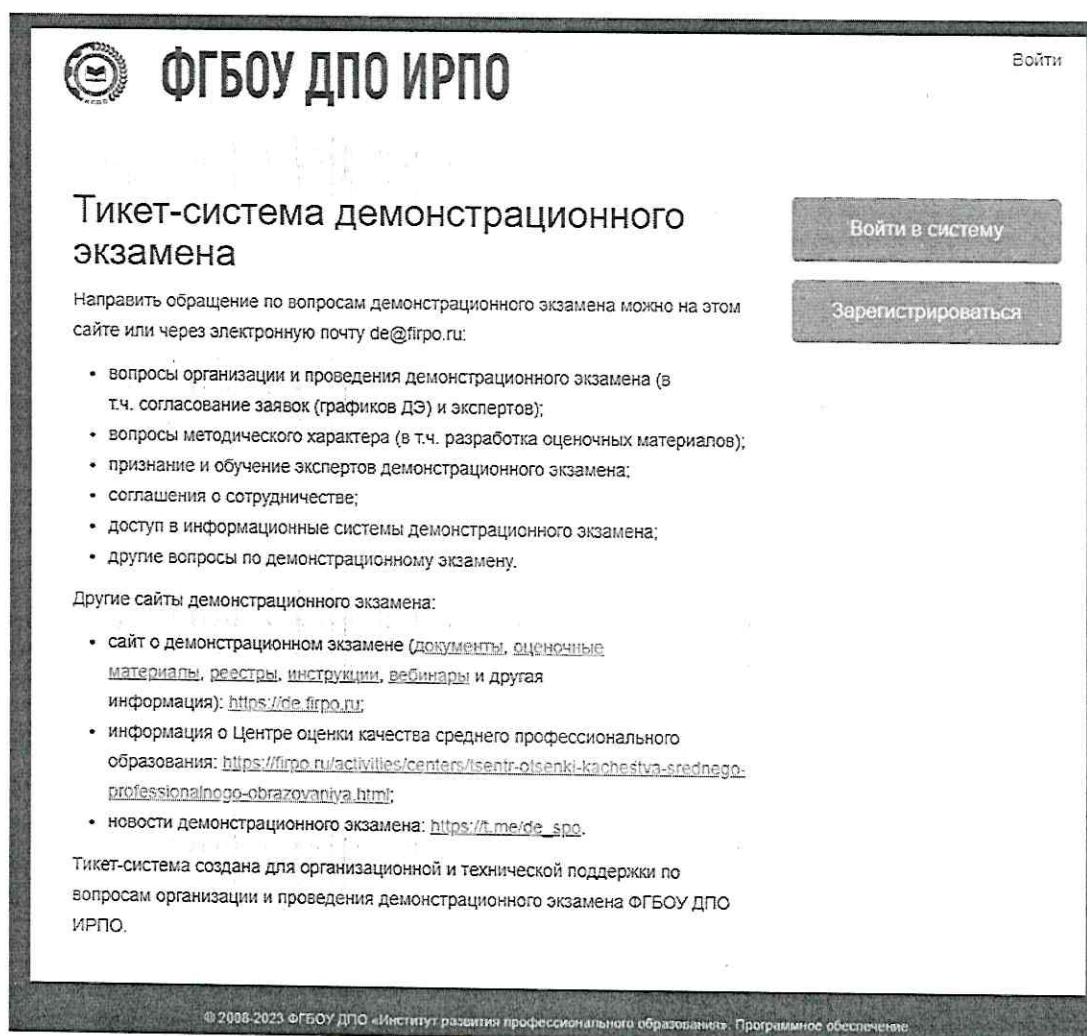 ФГБОУ ДПО ИРПО
Войти
Тикет-система демонстрационного
экзамена
Войти в систему
Зарегистрироваться
Направить обращение по вопросам демонстрационного экзамена можно на этом
сайте или через электронную почту de@firpo.ru:
• вопросы организации и проведения демонстрационного экзамена (в
т.ч. согласование заявок (графиков ДЭ) и экспертов);
• вопросы методического характера (в т.ч. разработка оценочных материалов);
• признание и обучение экспертов демонстрационного экзамена;
• соглашения о сотрудничестве;
• доступ в информационные системы демонстрационного экзамена;
• другие вопросы по демонстрационному экзамену.
Другие сайты демонстрационного экзамена:
• сайт о демонстрационном экзамене (документы, оценочные
материалы, реестры, инструкции, вебинары и другая
информация): https://de.firpo.ru;
• информация о Центре оценки качества среднего профессионального
образования: https://firpo.ru/activities/centers/tsentr-otsenki-kachestva-srednego-
professionalnogo-obrazovaniya.html;
• новости демонстрационного экзамена: https://t.me/de_spo.
Тикет-система создана для организационной и технической поддержки по
вопросам организации и проведения демонстрационного экзамена ФГБОУ ДПО
ИРПО.
© 2008-2023 ФГБОУ ДПО «Институт развития профессионального образования». Программное обеспечение